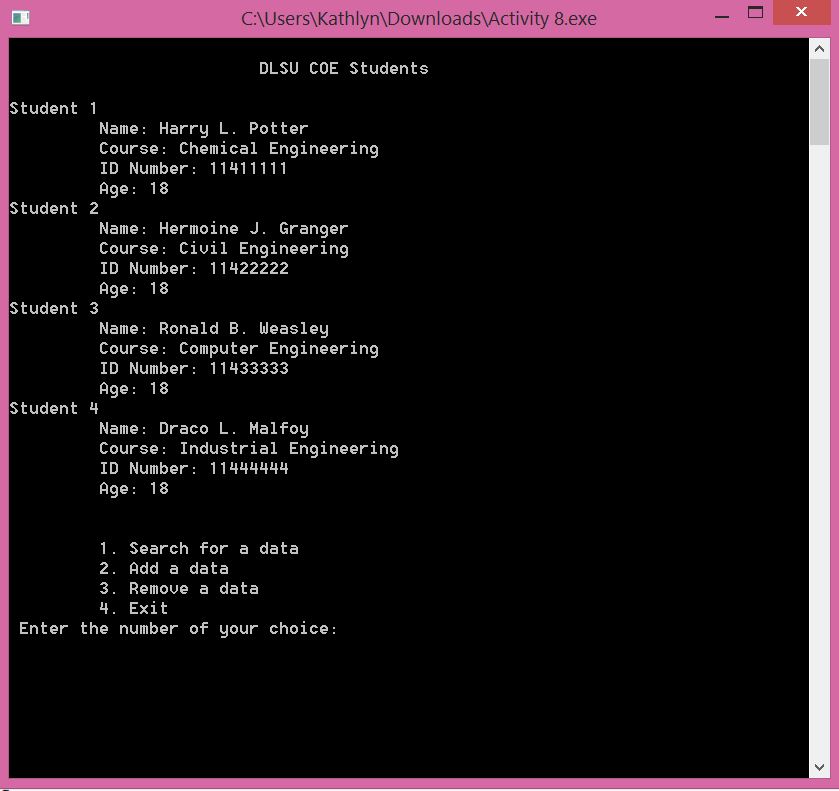 C:\Users\Kathlyn\Downloads\Activity 8.exe
DLSU COE Students
Student 1
Name: Harry L. Potter
Course: Chemical Engineering
ID Number: 11411111
Age: 18
Student 2
Name: Hermoine J. Granger
Course: Civil Engineering
ID Number: 11422222
Age: 18
Student 3
Name: Ronald B. Weasley
Course: Computer Engineering
ID Number: 11433333
Age: 18
Student 4
Name: Draco L. Malfoy
Course: Industrial Engineering
ID Number: 11444444
Age: 18
1. Search for a data
2. Add a data
3. Remove a data
4. Exit
Enter the number of your choice: